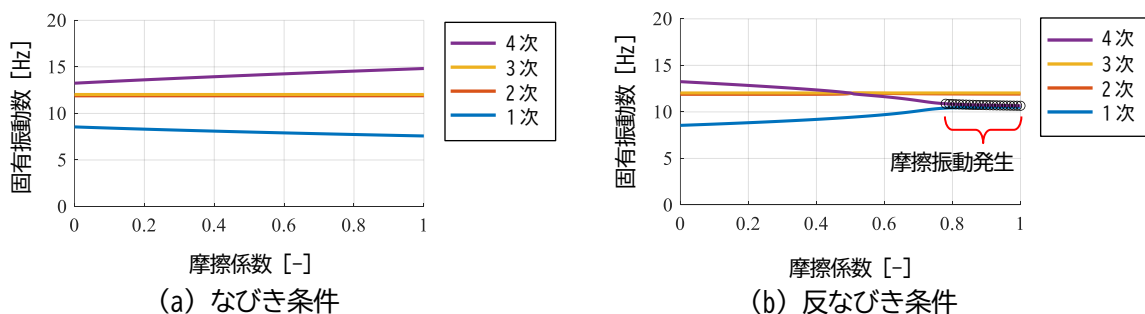 固有振動数 [Hz]
20
15
10
5
0
0 0.2 0.4 0.6 0.8 1
摩擦係数 [-]
4次
3次
2次
1次
(a) なびき条件
固有振動数 [Hz]
20
15
10
5
0
0 0.2 0.4 0.6 0.8 1
摩擦係数 [-]
摩擦振動発生
4次
3次
2次
1次
(b) 反なびき条件